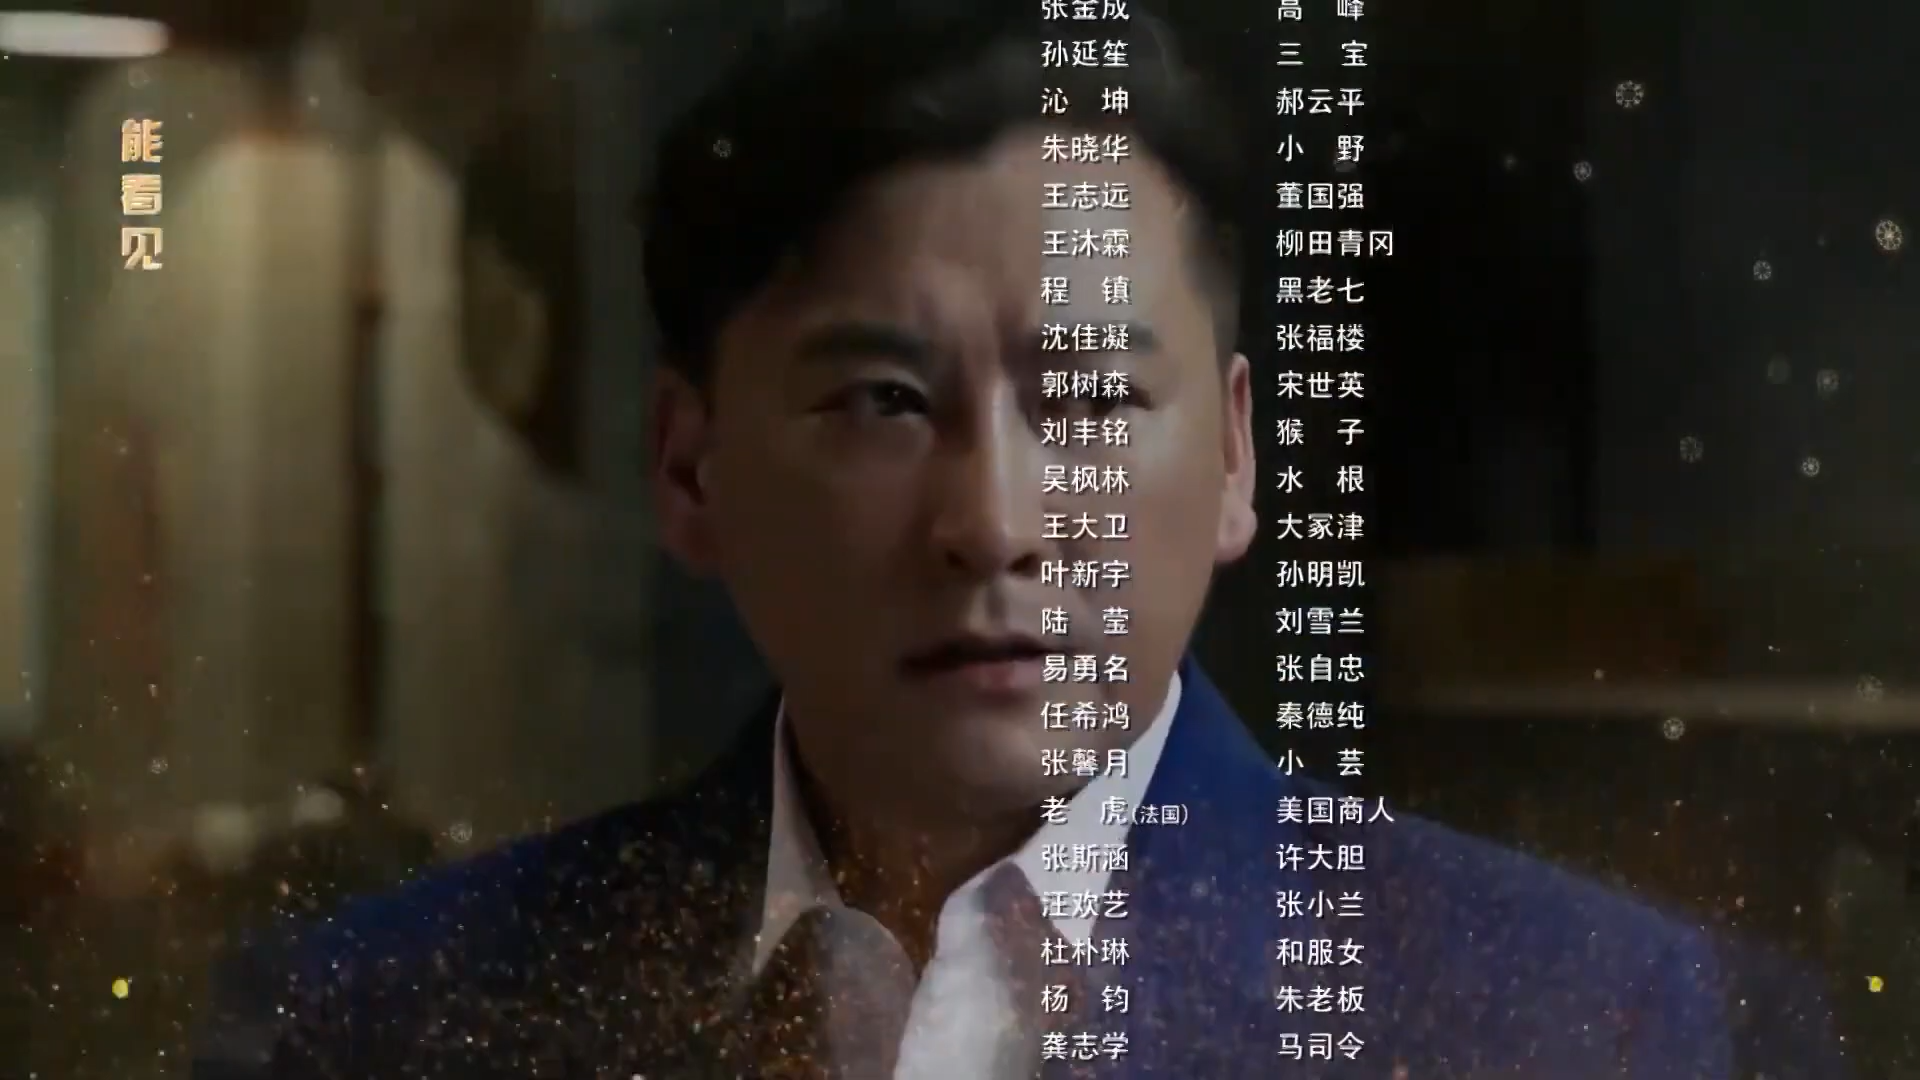 能看见
张金成 高峰
孙延笙 三宝
沁坤 郝云平
朱晓华 小野
王志远 董国强
王沐霖 柳田青冈
程镇 黑老七
沈佳凝 张福楼
郭树森 宋世英
刘丰铭 猴子
吴枫林 水根
王大卫 大冢津
叶新宇 孙明凯
陆莹 刘雪兰
易勇名 张自忠
任希鸿 秦德纯
张馨月 小芸
老虎(法国) 美国商人
张斯涵 许大胆
汪欢艺 张小兰
杜朴琳 和服女
杨钧 朱老板
龚志学 马司令